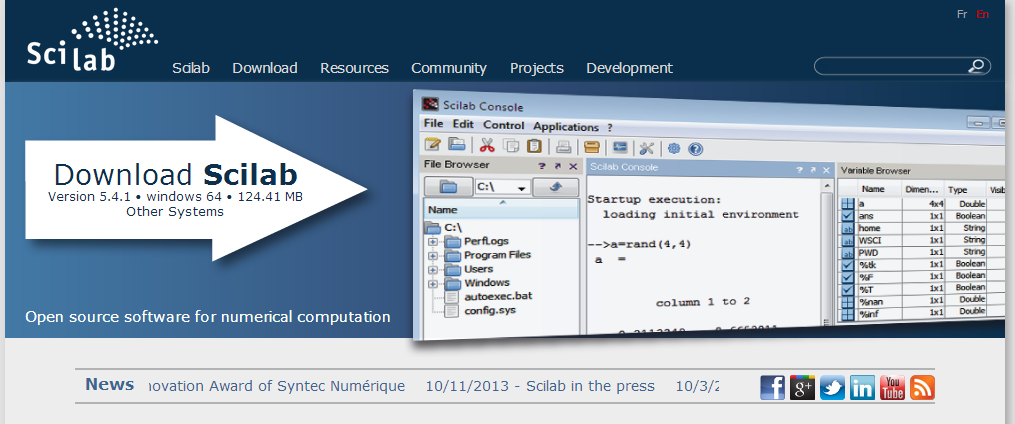 Fr En
Scilab
Scilab Download Resources Community Projects Development
Download Scilab
Version 5.4.1 • windows 64 • 124.41 MB
Other Systems
Open source software for numerical computation
Scilab Console
File Edit Control Applications ?
File Browser ? ↗ ✕
C:\
Name
C:\
PerfLogs
Program Files
Users
Windows
autoexec.bat
config.sys
Scilab Console ? ↗ ✕
Startup execution:
loading initial environment
-->a=rand(4,4)
a =
column 1 to 2
Variable Browser
Name Dimen... Type
a 4x4 Double
ans 1x1 Boolean
home 1x1 String
WSCI 1x1 String
PWD 1x1 String
%tk 1x1 Boolean
%F 1x1 Boolean
%T 1x1 Boolean
%nan 1x1 Double
%inf 1x1 Double
News novation Award of Syntec Numérique 10/11/2013 - Scilab in the press 10/3/2
f g+ in You Tube